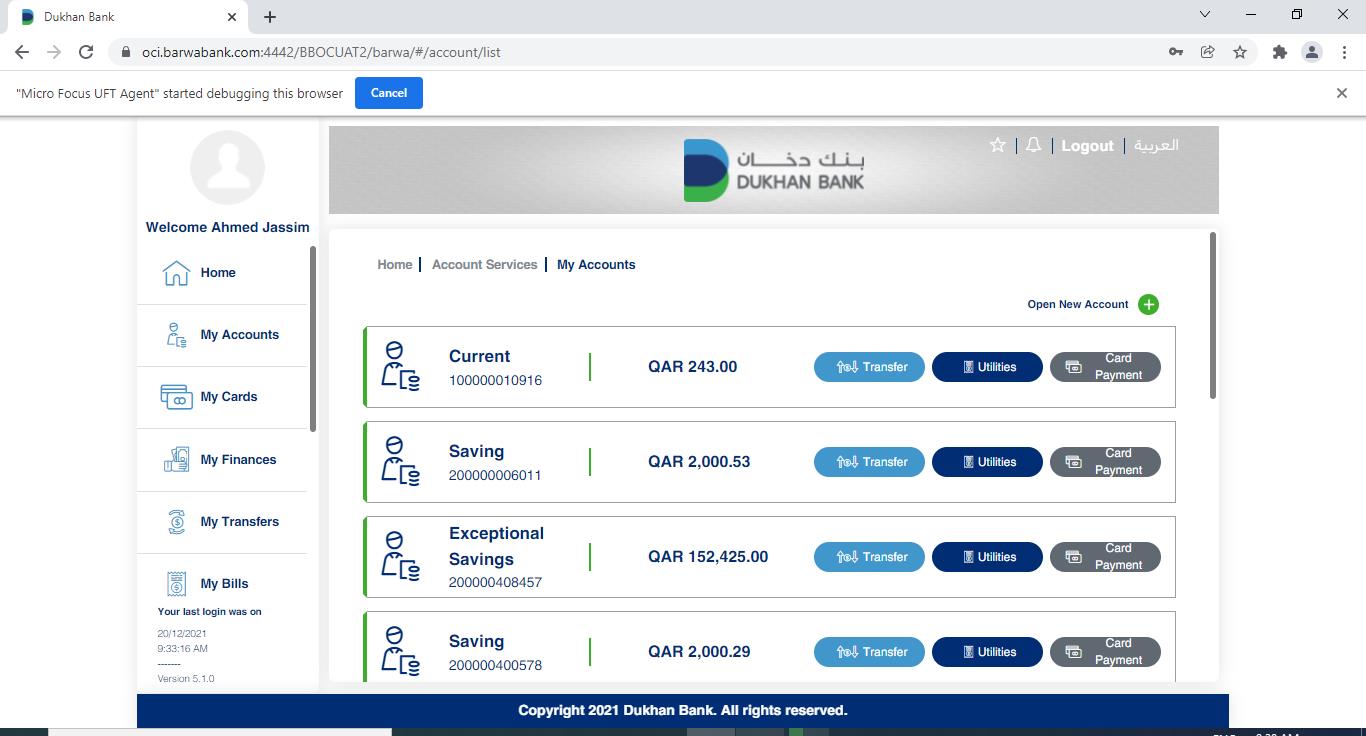 Dukhan Bank
oci.barwabank.com:4442/BBOCUAT2/barwa/#/account/list
"Micro Focus UFT Agent" started debugging this browser
Cancel
Welcome Ahmed Jassim
Home
My Accounts
My Cards
My Finances
My Transfers
My Bills
Your last login was on
20/12/2021
9:33:16 AM
-------
Version 5.1.0
بنك دخان
DUKHAN BANK
Logout
العربية
Home
Account Services
My Accounts
Open New Account
Current
100000010916
QAR 243.00
Transfer
Utilities
Card
Payment
Saving
200000006011
QAR 2,000.53
Transfer
Utilities
Card
Payment
Exceptional
Savings
200000408457
QAR 152,425.00
Transfer
Utilities
Card
Payment
Saving
200000400578
QAR 2,000.29
Transfer
Utilities
Card
Payment
Copyright 2021 Dukhan Bank. All rights reserved.